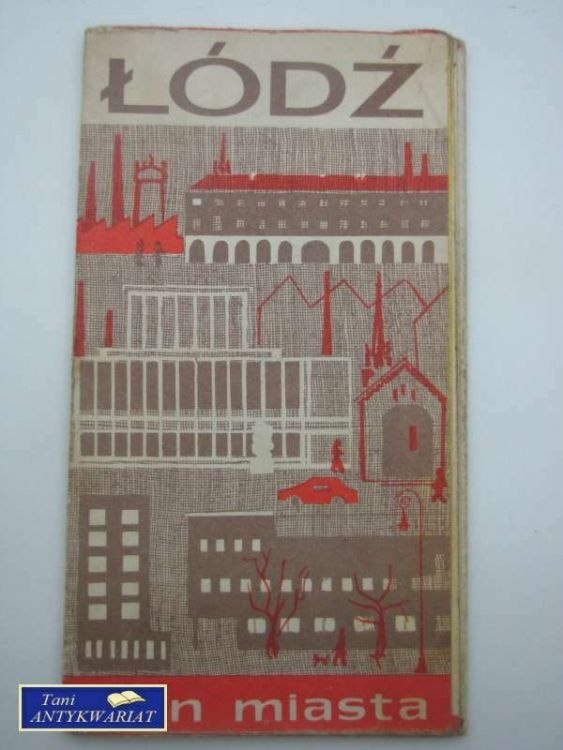 ŁÓDŹ
n miasta
Tani
ANTYKWARIAT